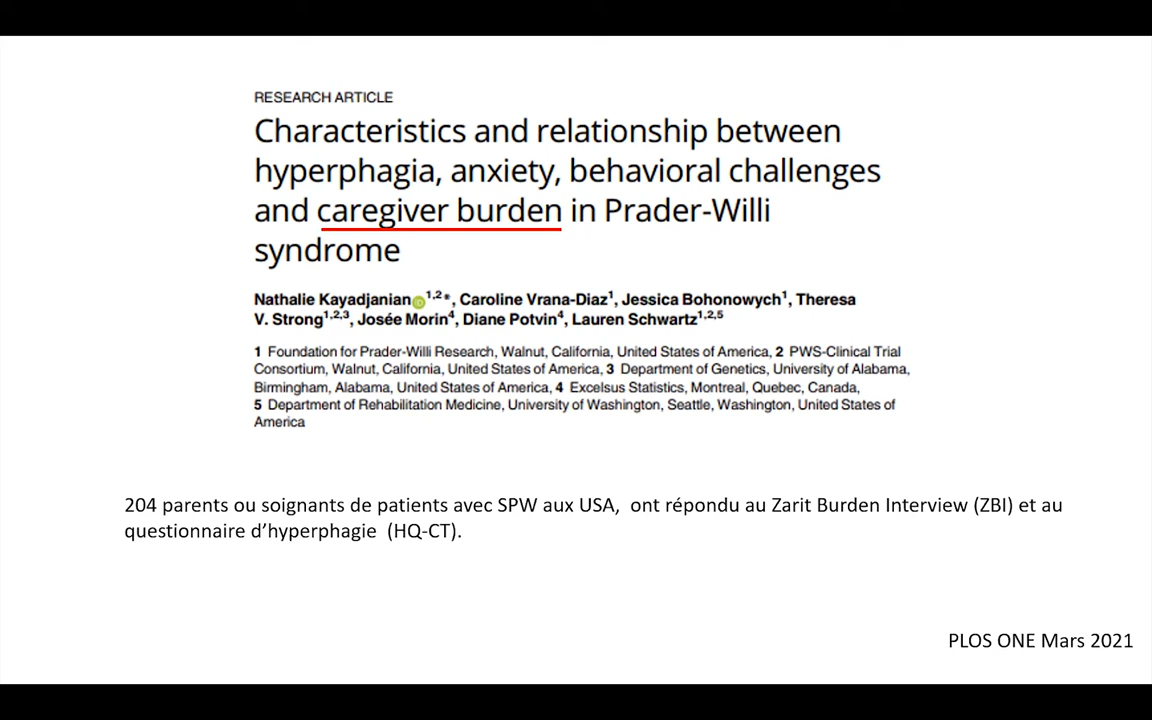 RESEARCH ARTICLE
Characteristics and relationship between
hyperphagia, anxiety, behavioral challenges
and caregiver burden in Prader-Willi
syndrome
Nathalie Kayadjanian iD 1,2*, Caroline Vrana-Diaz1, Jessica Bohonowych1, Theresa
V. Strong1,2,3, Josée Morin4, Diane Potvin4, Lauren Schwartz1,2,5
1 Foundation for Prader-Willi Research, Walnut, California, United States of America, 2 PWS-Clinical Trial
Consortium, Walnut, California, United States of America, 3 Department of Genetics, University of Alabama,
Birmingham, Alabama, United States of America, 4 Excelsus Statistics, Montreal, Quebec, Canada,
5 Department of Rehabilitation Medicine, University of Washington, Seattle, Washington, United States of
America
204 parents ou soignants de patients avec SPW aux USA, ont répondu au Zarit Burden Interview (ZBI) et au
questionnaire d’hyperphagie (HQ-CT).
PLOS ONE Mars 2021